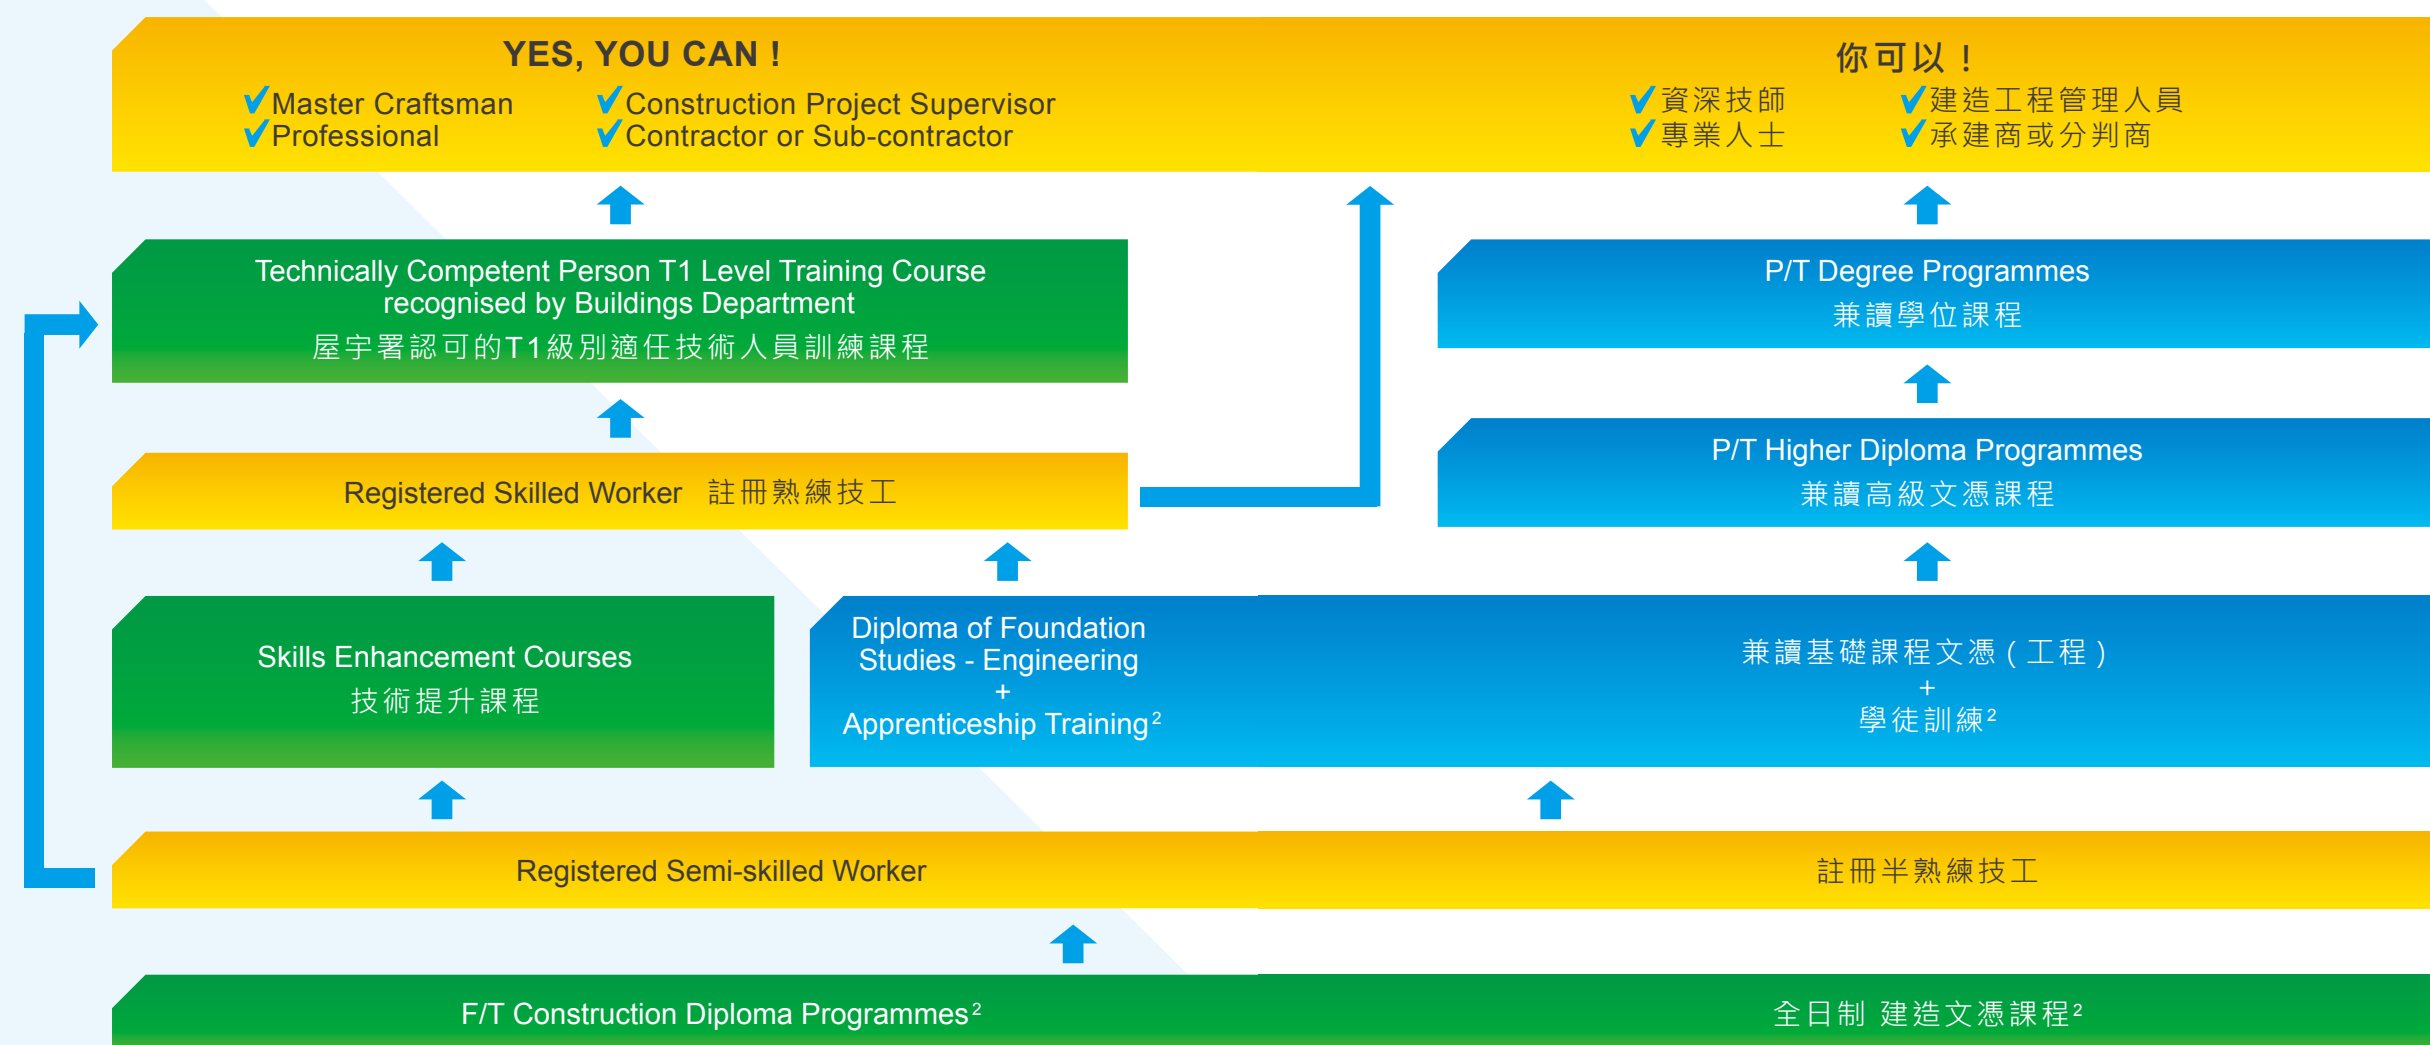 YES, YOU CAN !
Master Craftsman
Construction Project Supervisor
Professional
Contractor or Sub-contractor
你可以！
資深技師
建造工程管理人員
專業人士
承建商或分判商
Technically Competent Person T1 Level Training Course
recognised by Buildings Department
屋宇署認可的T1級別適任技術人員訓練課程
P/T Degree Programmes
兼讀學位課程
P/T Higher Diploma Programmes
兼讀高級文憑課程
Registered Skilled Worker 註冊熟練技工
Skills Enhancement Courses
技術提升課程
Diploma of Foundation
Studies - Engineering
+
Apprenticeship Training²
兼讀基礎課程文憑（工程）
+
學徒訓練²
Registered Semi-skilled Worker
註冊半熟練技工
F/T Construction Diploma Programmes²
全日制 建造文憑課程²